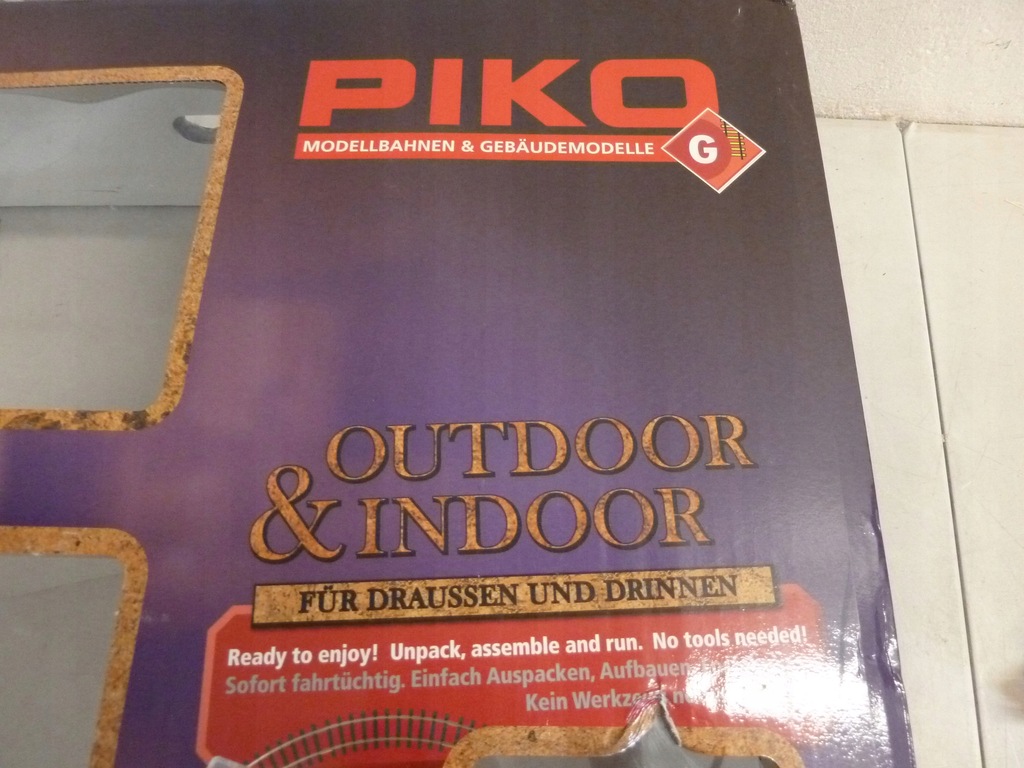 PIKO
MODELLBAHNEN & GEBÄUDEMODELLE
G
OUTDOOR
& INDOOR
FÜR DRAUSSEN UND DRINNEN
Ready to enjoy! Unpack, assemble and run. No tools needed!
Sofort fahrtüchtig. Einfach Auspacken, Aufbauen
Kein